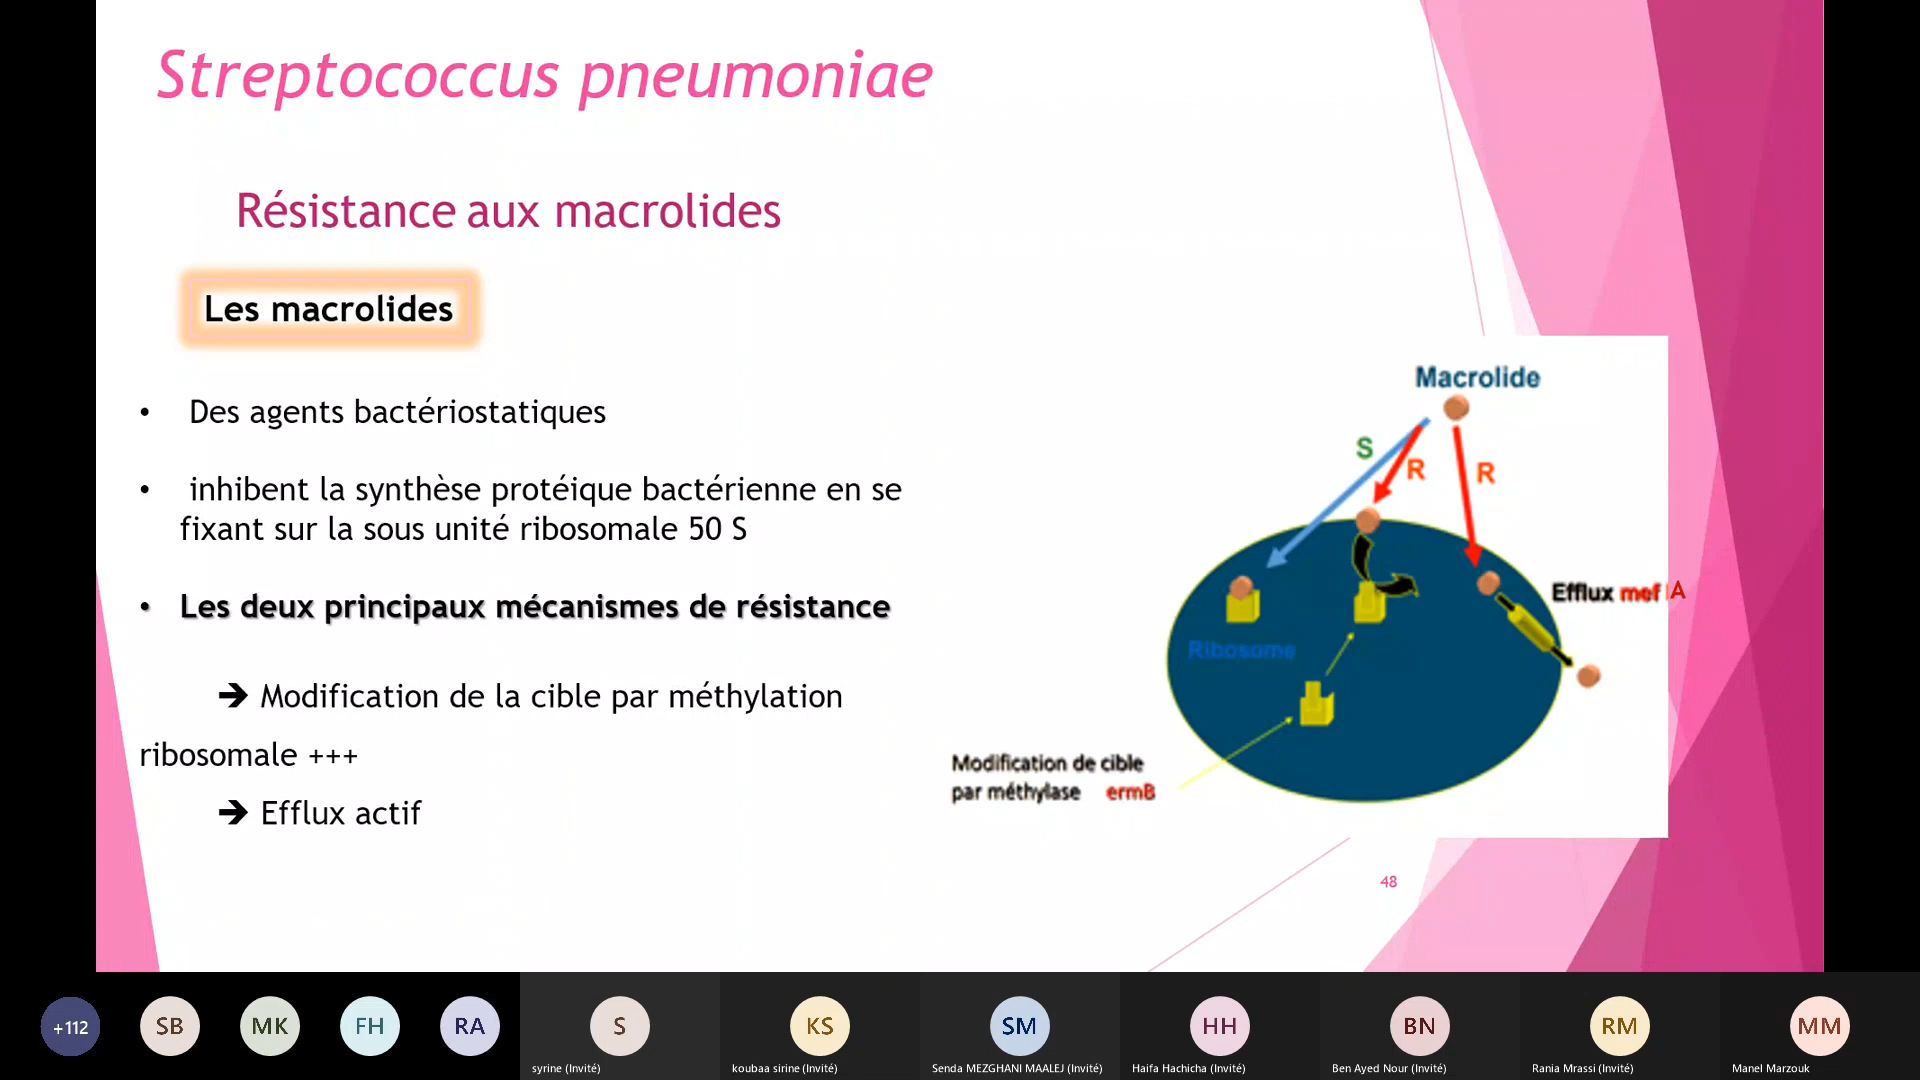 Streptococcus pneumoniae
Résistance aux macrolides
Les macrolides
• Des agents bactériostatiques
• inhibent la synthèse protéique bactérienne en se
fixant sur la sous unité ribosomale 50 S
• Les deux principaux mécanismes de résistance
➔ Modification de la cible par méthylation
ribosomale +++
➔ Efflux actif
Macrolide
S
R
R
Efflux mef A
Ribosome
Modification de cible
par méthylase ermB
48
+112
SB
MK
FH
RA
S
KS
SM
HH
BN
RM
MM
syrine (Invité)
koubaa sirine (Invité)
Senda MEZGHANI MAALEJ (Invité)
Haifa Hachicha (Invité)
Ben Ayed Nour (Invité)
Rania Mrassi (Invité)
Manel Marzouk